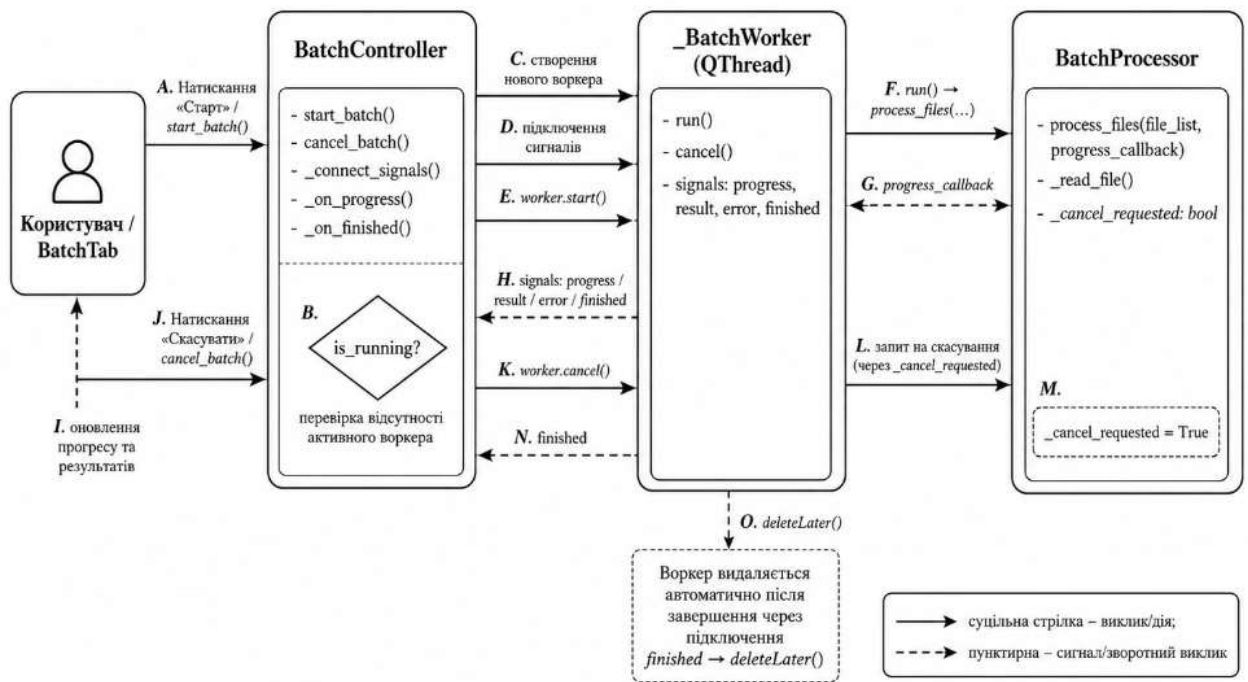 A. Натискання
«Старт» /
start_batch()
Користувач /
BatchTab
J. Натискання
«Скасувати» /
cancel_batch()
I. оновлення
прогресу та
результатів
BatchController
- start_batch()
- cancel_batch()
- _connect_signals()
- _on_progress()
- _on_finished()
B.
is_running?
перевірка відсутності
активного воркера
C. створення
нового воркера
D. підключення
сигналів
E. worker.start()
H. signals: progress /
result / error / finished
K. worker.cancel()
N. finished
_BatchWorker
(QThread)
- run()
- cancel()
- signals: progress,
result, error, finished
O. deleteLater()
Воркер видаляється
автоматично після
завершення через
підключення
finished → deleteLater()
F. run() →
process_files(…)
G. progress_callback
L. запит на скасування
(через _cancel_requested)
BatchProcessor
- process_files(file_list,
progress_callback)
- _read_file()
- _cancel_requested: bool
M.
_cancel_requested = True
суцільна стрілка – виклик/дія;
пунктирна – сигнал/зворотний виклик